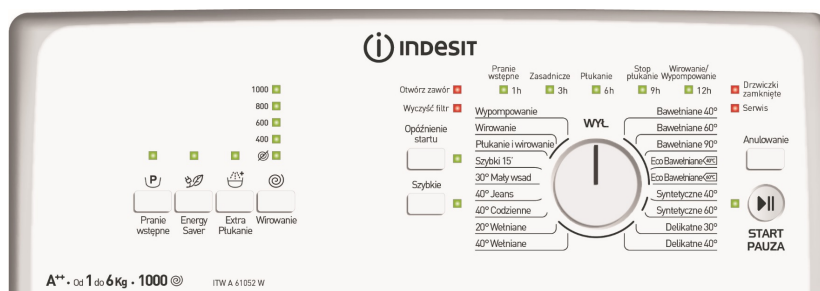 indesit
Pranie
wstępne
Zasadnicze
Płukanie
Stop
płukanie
Wirowanie/
Wypompowanie
1h
3h
6h
9h
12h
1000
800
600
400
Otwórz zawór
Wyczyść filtr
Drzwiczki
zamknięte
Serwis
Opóźnienie
startu
Szybkie
Wypompowanie
Wirowanie
Płukanie i wirowanie
Szybki 15'
30° Mały wsad
40° Jeans
40° Codzienne
20° Wełniane
40° Wełniane
WYŁ
Bawełniane 40°
Bawełniane 60°
Bawełniane 90°
Eco Bawełniane
Eco Bawełniane
Syntetyczne 40°
Syntetyczne 60°
Delikatne 30°
Delikatne 40°
Anulowanie
START
PAUZA
P
Pranie
wstępne
Energy
Saver
Extra
Płukanie
Wirowanie
A++ • Od 1 do 6 Kg • 1000
ITW A 61052 W